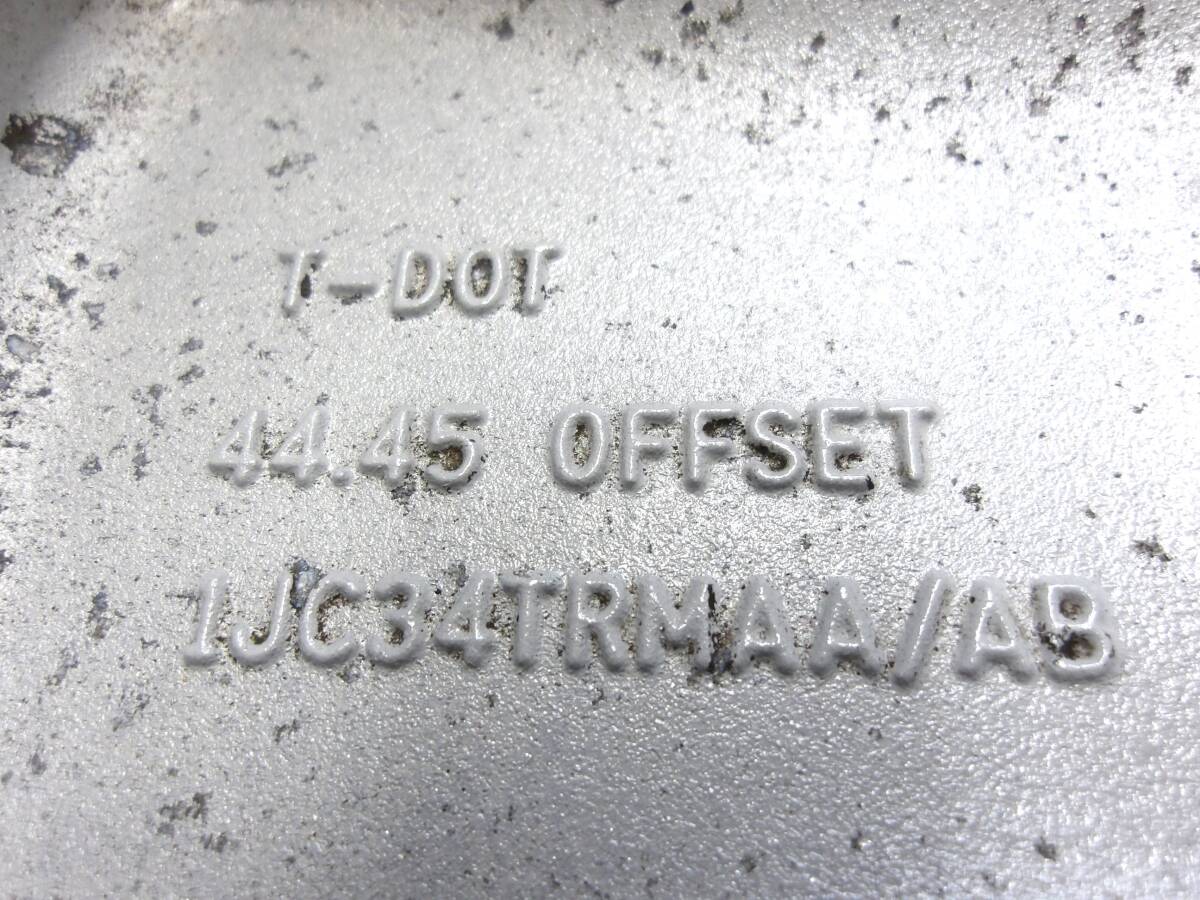 T-DOT
44.45 OFFSET
1JC34TRMAA/AB